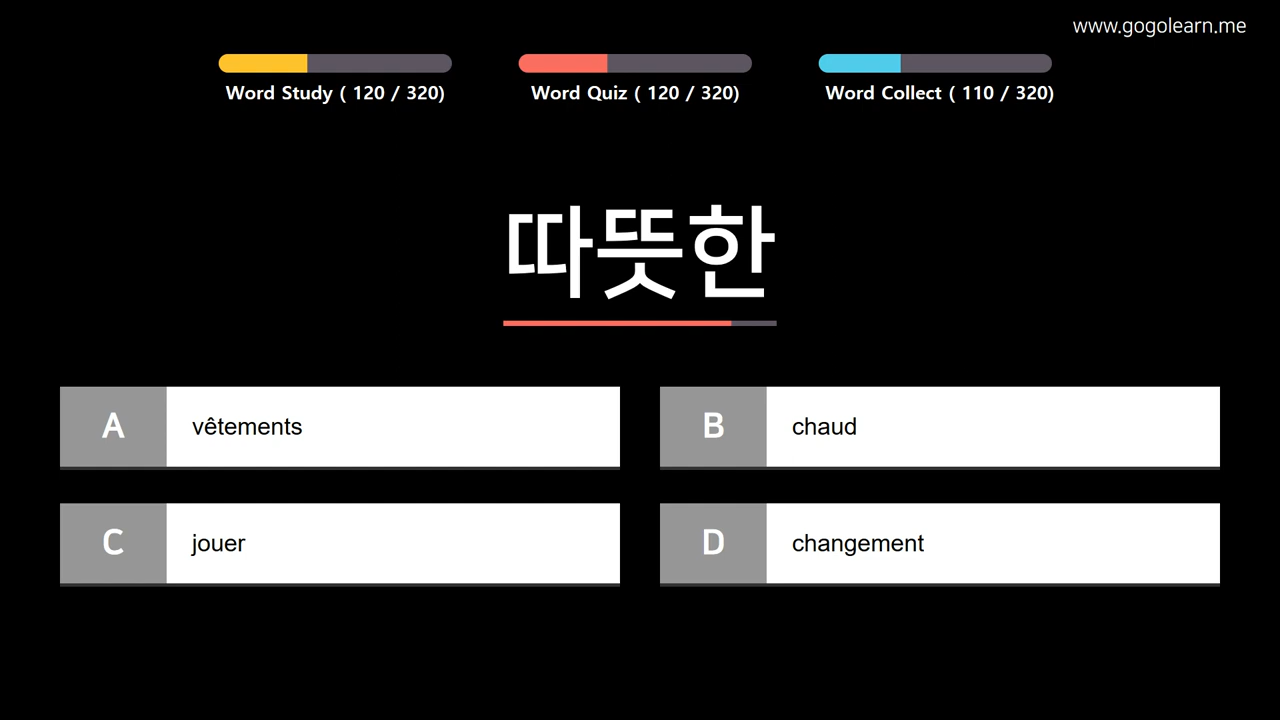 www.gogolearn.me
Word Study ( 120 / 320)
Word Quiz ( 120 / 320)
Word Collect ( 110 / 320)
따뜻한
A vêtements
B chaud
C jouer
D changement